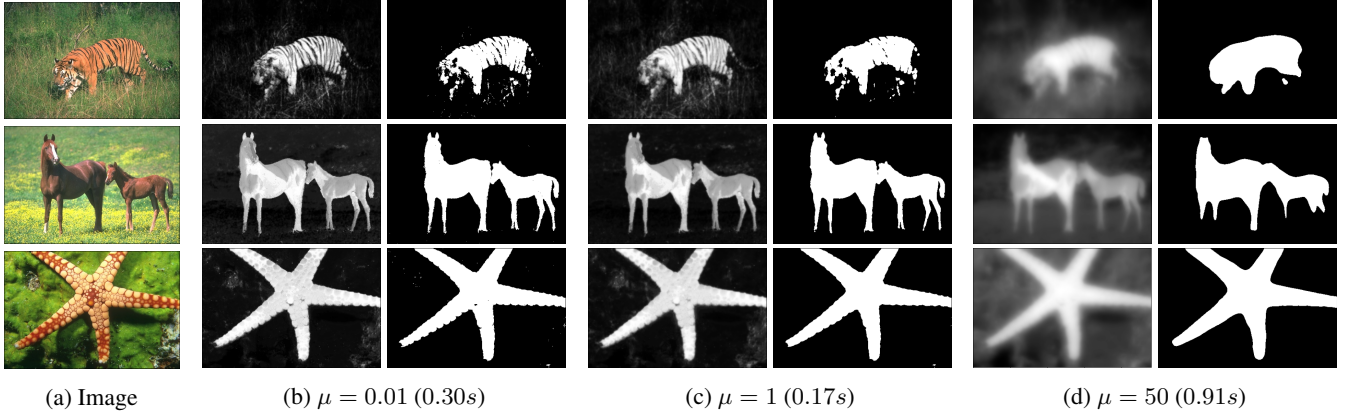 (a) Image
(b) μ = 0.01 (0.30s)
(c) μ = 1 (0.17s)
(d) μ = 50 (0.91s)